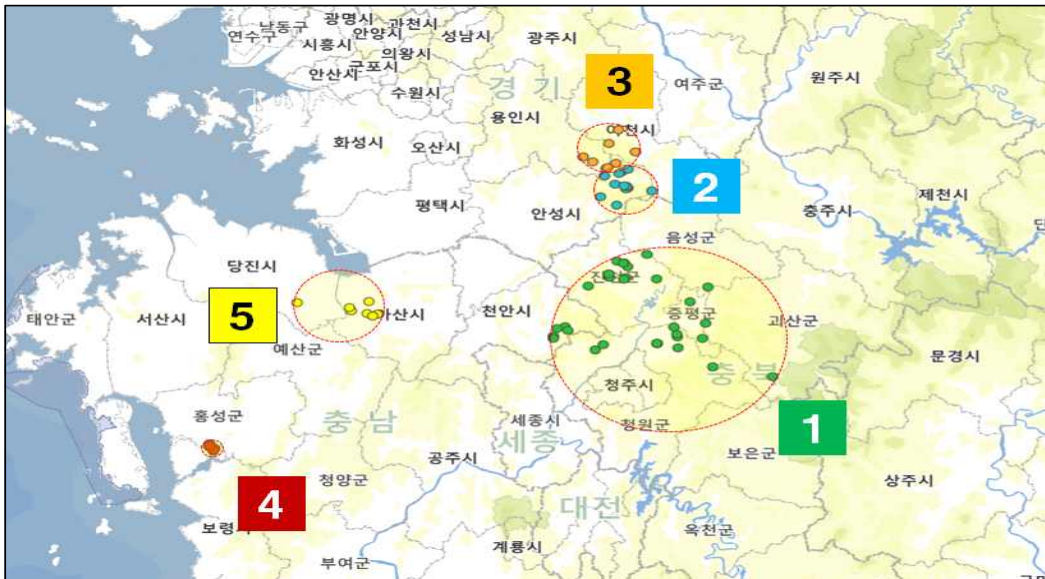 광명시
과천시
남동구
연수구
안양시
성남시
광주시
시흥시
의왕시
군포시
안산시
수원시
경기
3
여주군
원주시
용인시
화성시
오산시
2
제천시
평택시
안성시
충주시
음성군
당진시
5
아산시
천안시
증평군
괴산군
태안군
서산시
예산군
문경시
청주시
충북
홍성군
충남
세종시
청원군
1
세종
공주시
보은군
청양군
상주시
4
대전
보령
옥천군
계룡시
부여군